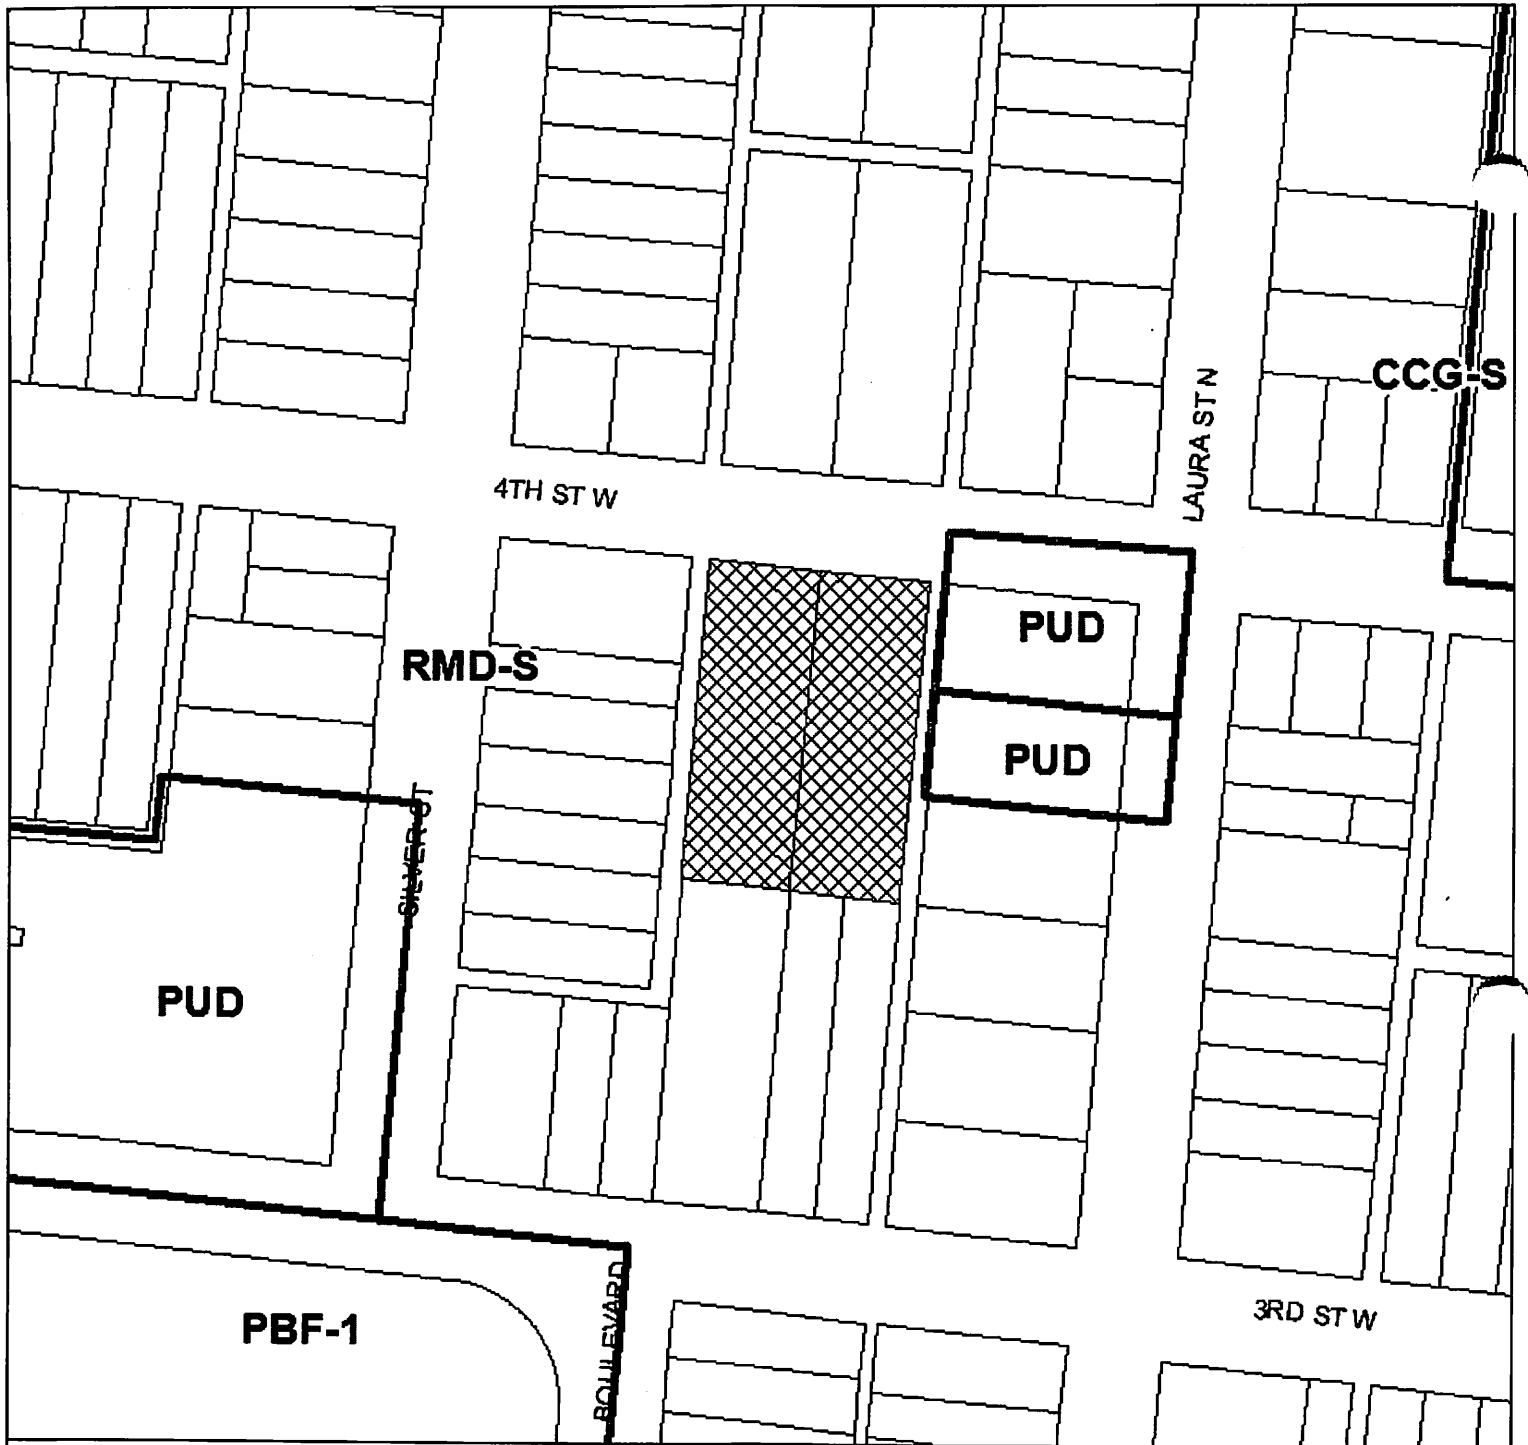 CCG-S
LAURA ST N
4TH ST W
PUD
RMD-S
PUD
SILVER ST
PUD
PBF-1
BOULEVARD
3RD ST W